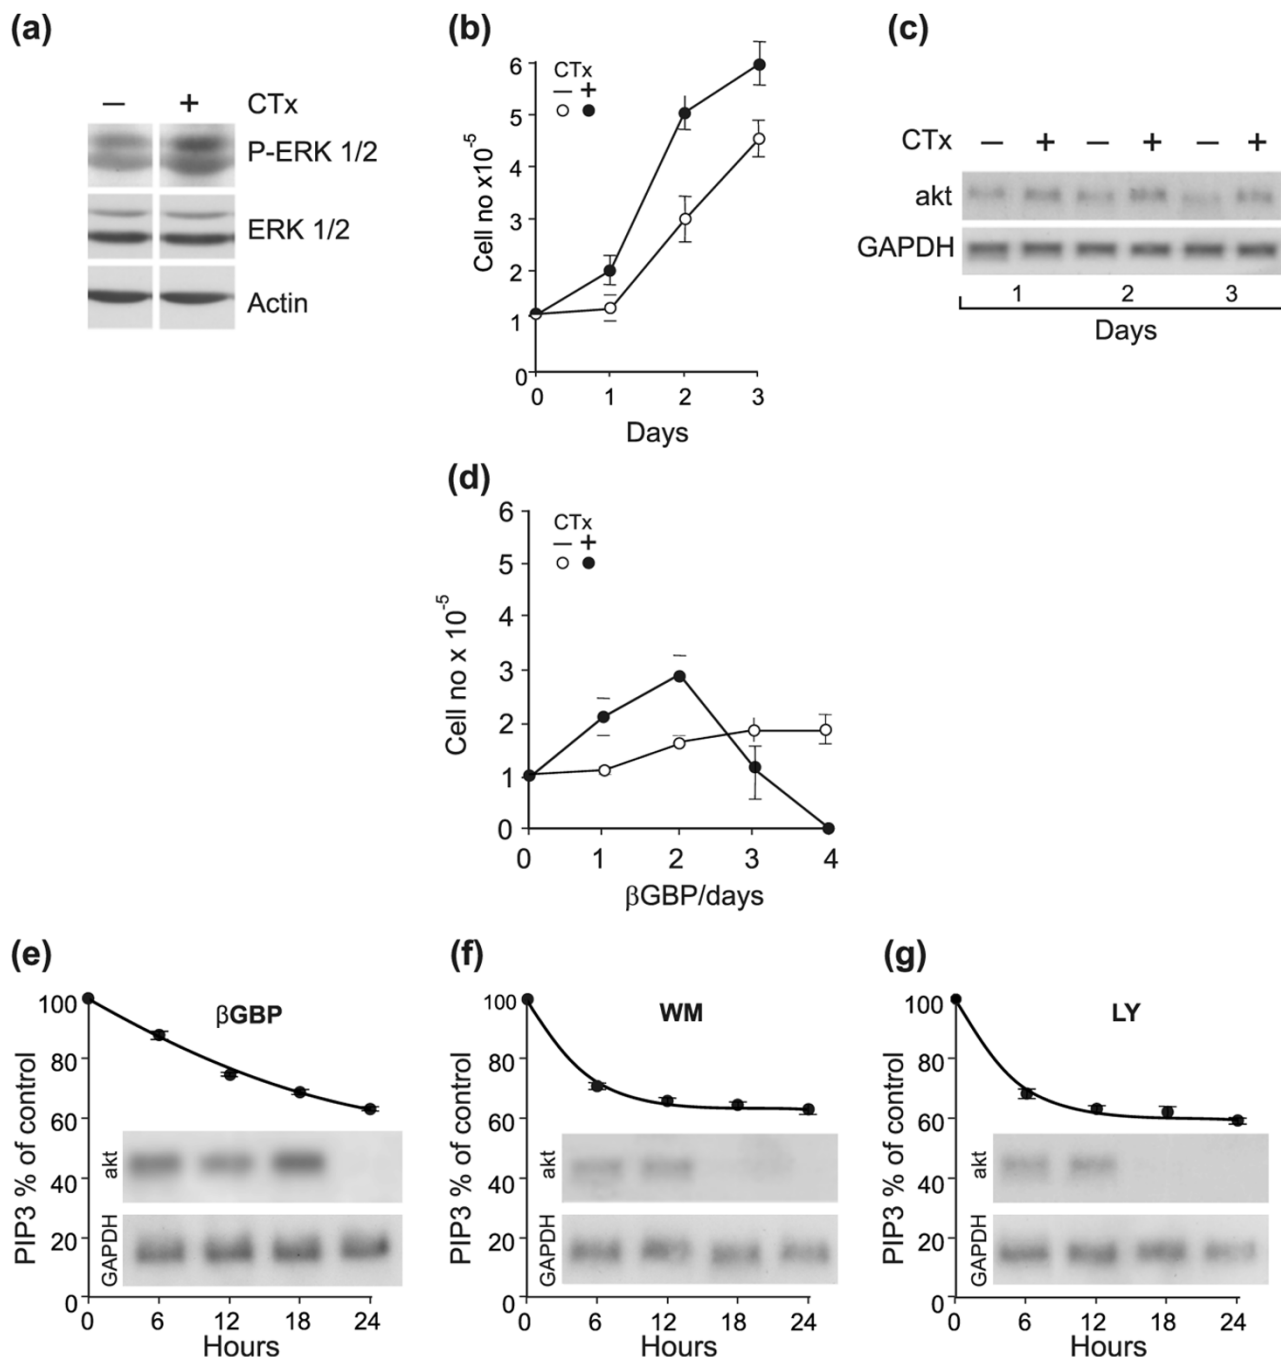 (a)
– + CTx
P-ERK 1/2
ERK 1/2
Actin
(b)
CTx
– +
Cell no x10⁻⁵
6
5
4
3
2
1
0
0 1 2 3
Days
(c)
CTx – + – + – +
akt
GAPDH
1 2 3
Days
(d)
CTx
– +
Cell no x 10⁻⁵
6
5
4
3
2
1
0
0 1 2 3 4
βGBP/days
(e)
βGBP
PIP3 % of control
100
80
60
40
20
0
akt
GAPDH
0 6 12 18 24
Hours
(f)
WM
PIP3 % of control
100
80
60
40
20
0
akt
GAPDH
0 6 12 18 24
Hours
(g)
LY
PIP3 % of control
100
80
60
40
20
0
akt
GAPDH
0 6 12 18 24
Hours